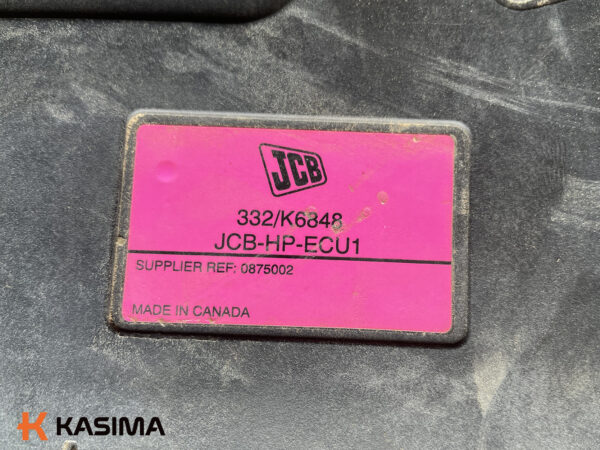 JCB
332/K6848
JCB-HP-ECU1
SUPPLIER REF: 0875002
MADE IN CANADA
KASIMA